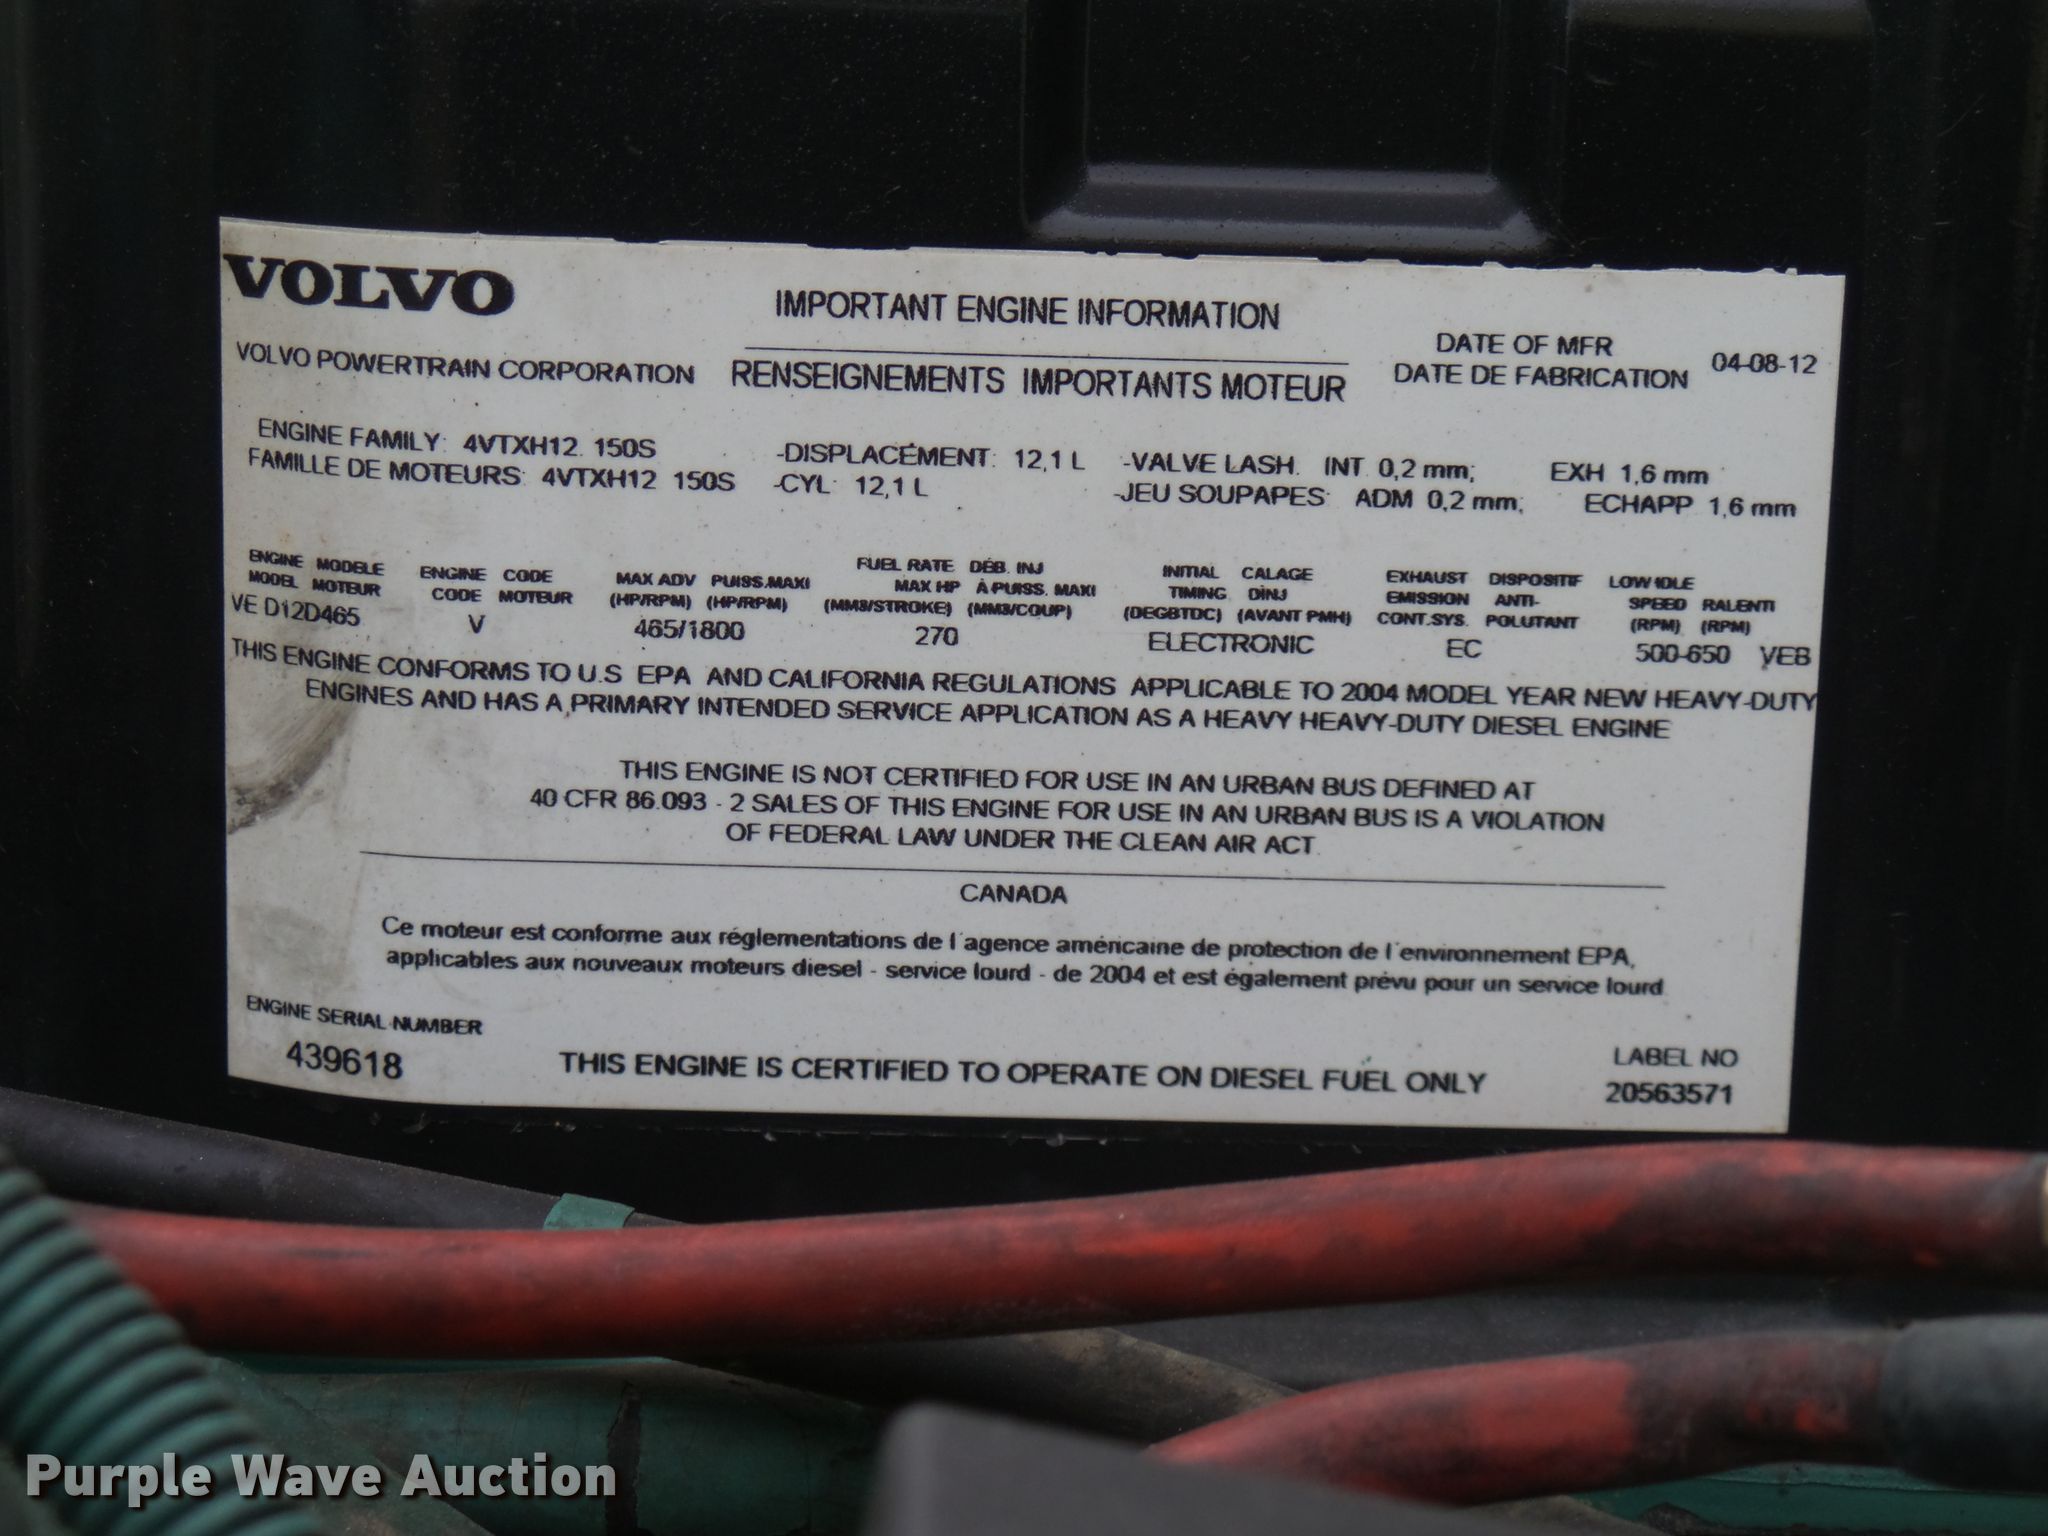 VOLVO
IMPORTANT ENGINE INFORMATION
DATE OF MFR
04-08-12
VOLVO POWERTRAIN CORPORATION
RENSEIGNEMENTS IMPORTANTS MOTEUR
DATE DE FABRICATION
ENGINE FAMILY: 4VTXH12. 150S
-DISPLACEMENT: 12,1 L
-VALVE LASH. INT. 0,2 mm; EXH 1,6 mm
FAMILLE DE MOTEURS: 4VTXH12 150S
-CYL: 12,1 L
-JEU SOUPAPES: ADM 0,2 mm; ECHAPP 1,6 mm
ENGINE MODELE ENGINE CODE MAX ADV PUISS.MAXI FUEL RATE DÉB. INJ INITIAL CALAGE EXHAUST DISPOSITIF LOW IDLE
MODEL MOTEUR CODE MOTEUR (HP/RPM) (HP/RPM) MAX HP À PUISS. MAXI TIMING D'INJ EMISSION ANTI- SPEED RALENTI
(MM3/STROKE) (MM3/COUP) (DEGBTDC) (AVANT PMH) CONT.SYS. POLUTANT (RPM) (RPM)
VE D12D465 V 465/1800 270 ELECTRONIC EC 500-650 VEB
THIS ENGINE CONFORMS TO U.S EPA AND CALIFORNIA REGULATIONS APPLICABLE TO 2004 MODEL YEAR NEW HEAVY-DUTY
ENGINES AND HAS A PRIMARY INTENDED SERVICE APPLICATION AS A HEAVY HEAVY-DUTY DIESEL ENGINE
THIS ENGINE IS NOT CERTIFIED FOR USE IN AN URBAN BUS DEFINED AT
40 CFR 86.093 - 2 SALES OF THIS ENGINE FOR USE IN AN URBAN BUS IS A VIOLATION
OF FEDERAL LAW UNDER THE CLEAN AIR ACT
CANADA
Ce moteur est conforme aux réglementations de l'agence américaine de protection de l'environnement EPA,
applicables aux nouveaux moteurs diesel - service lourd - de 2004 et est également prévu pour un service lourd
ENGINE SERIAL NUMBER
439618
THIS ENGINE IS CERTIFIED TO OPERATE ON DIESEL FUEL ONLY
LABEL NO
20563571
Purple Wave Auction